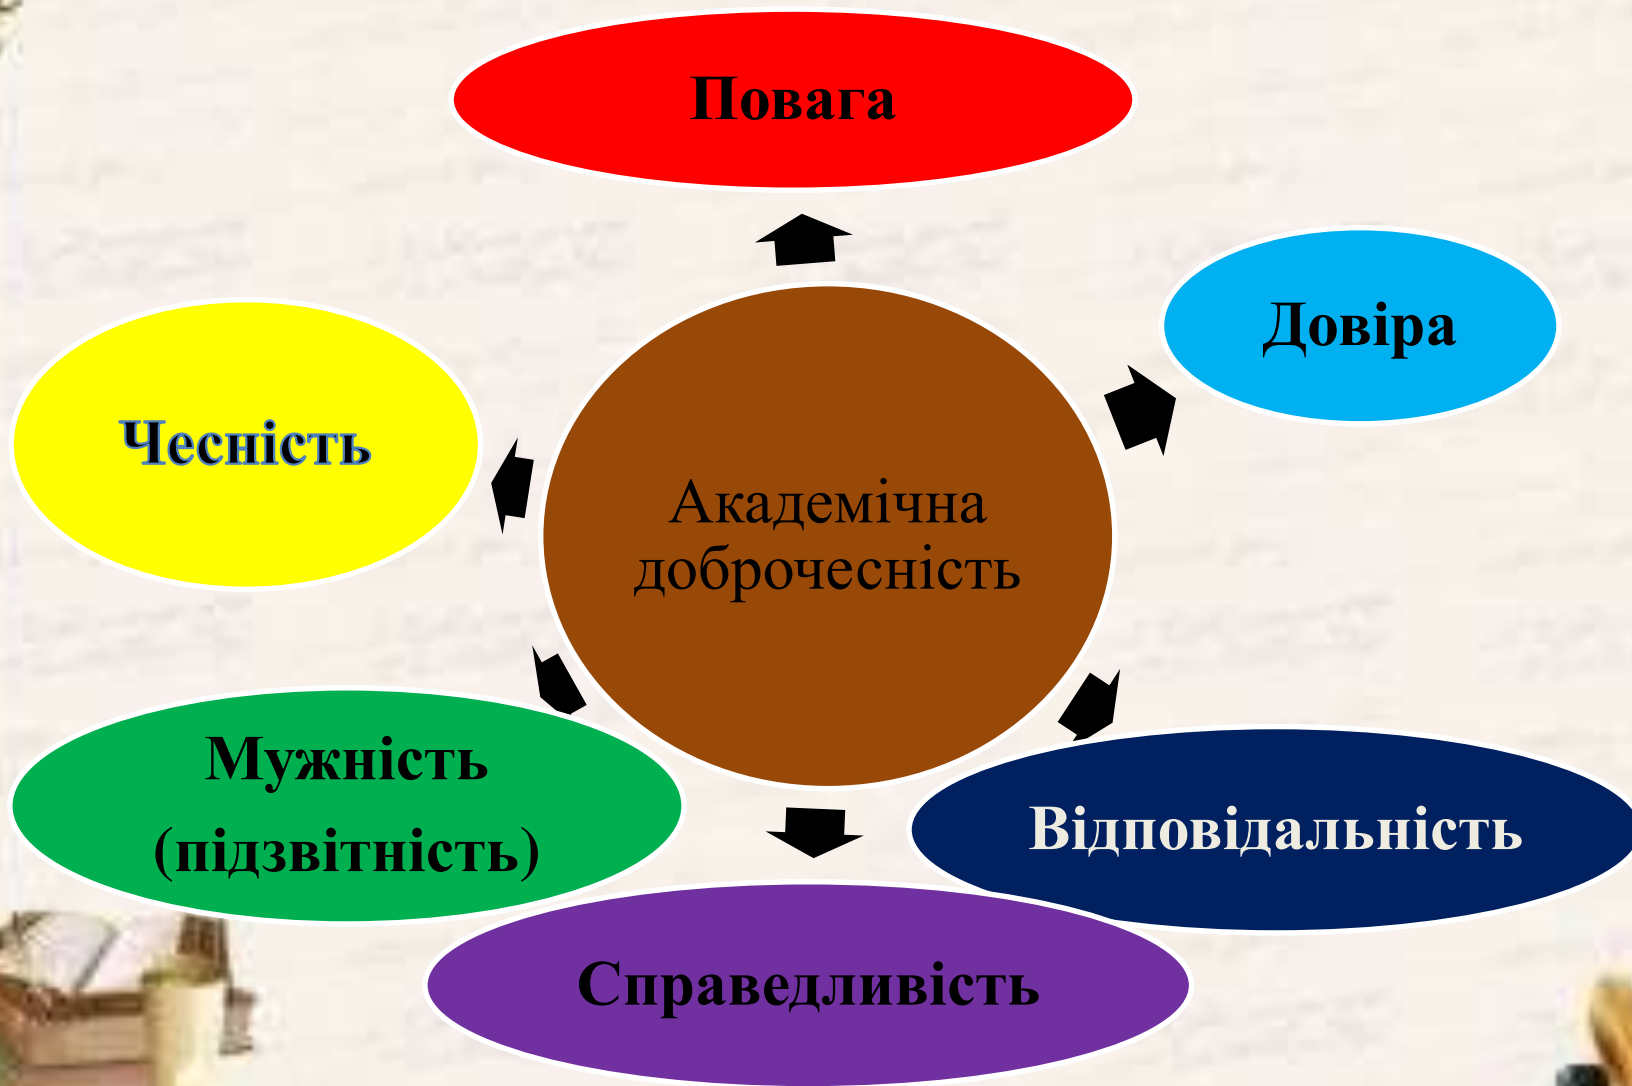 Повага
Довіра
Чесність
Академічна
доброчесність
Мужність
(підзвітність)
Відповідальність
Справедливість